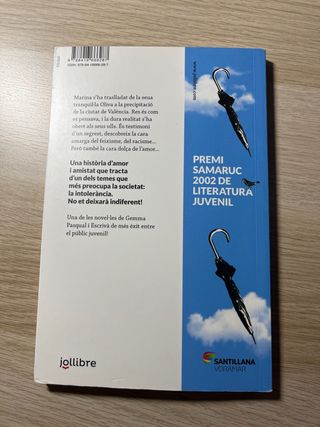 Marina s'ha traslladat de la seua
tranquil·la Oliva a la precipitació
de la ciutat de València. Res és com
es pensava, i la dura realitat s'ha
obert als seus ulls. És testimoni
d'un segrest, descobreix la cara
amarga del feixisme, del racisme...
Però també la cara dolça de l'amor...
Una història d'amor
i amistat que tracta
d'un dels temes que
més preocupa la societat:
la intolerància.
No et deixarà indiferent!
Una de les novel·les de Gemma
Pasqual i Escrivà de més èxit entre
el públic juvenil!
PREMI
SAMARUC
2002 DE
LITERATURA
JUVENIL
jollibre
SANTILLANA
VORAMAR